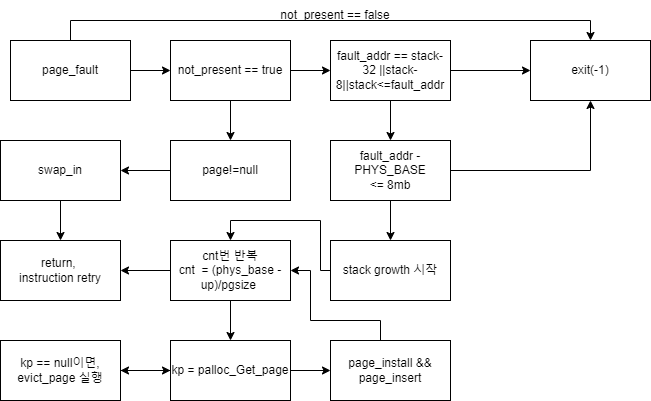 not_present == false
page_fault
not_present == true
fault_addr == stack-
32 ||stack-
8||stack<=fault_addr
exit(-1)
swap_in
page!=null
fault_addr -
PHYS_BASE
<= 8mb
return,
instruction retry
cnt번 반복
cnt = (phys_base -
up)/pgsize
stack growth 시작
kp == null이면,
evict_page 실행
kp = palloc_Get_page
page_install &&
page_insert